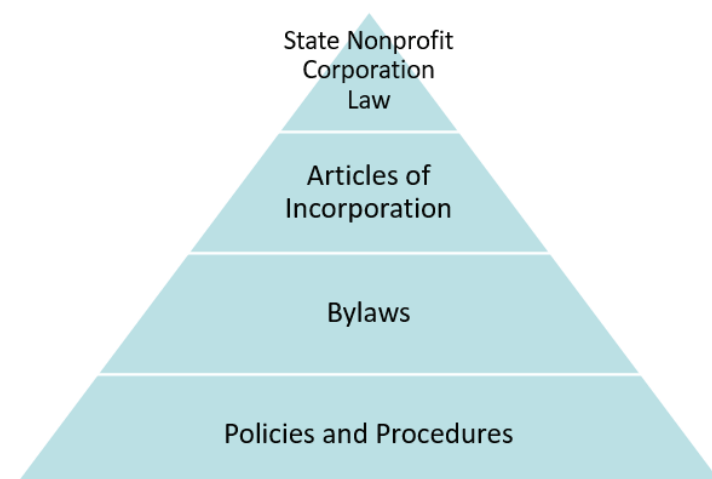 State Nonprofit
Corporation
Law
Articles of
Incorporation
Bylaws
Policies and Procedures